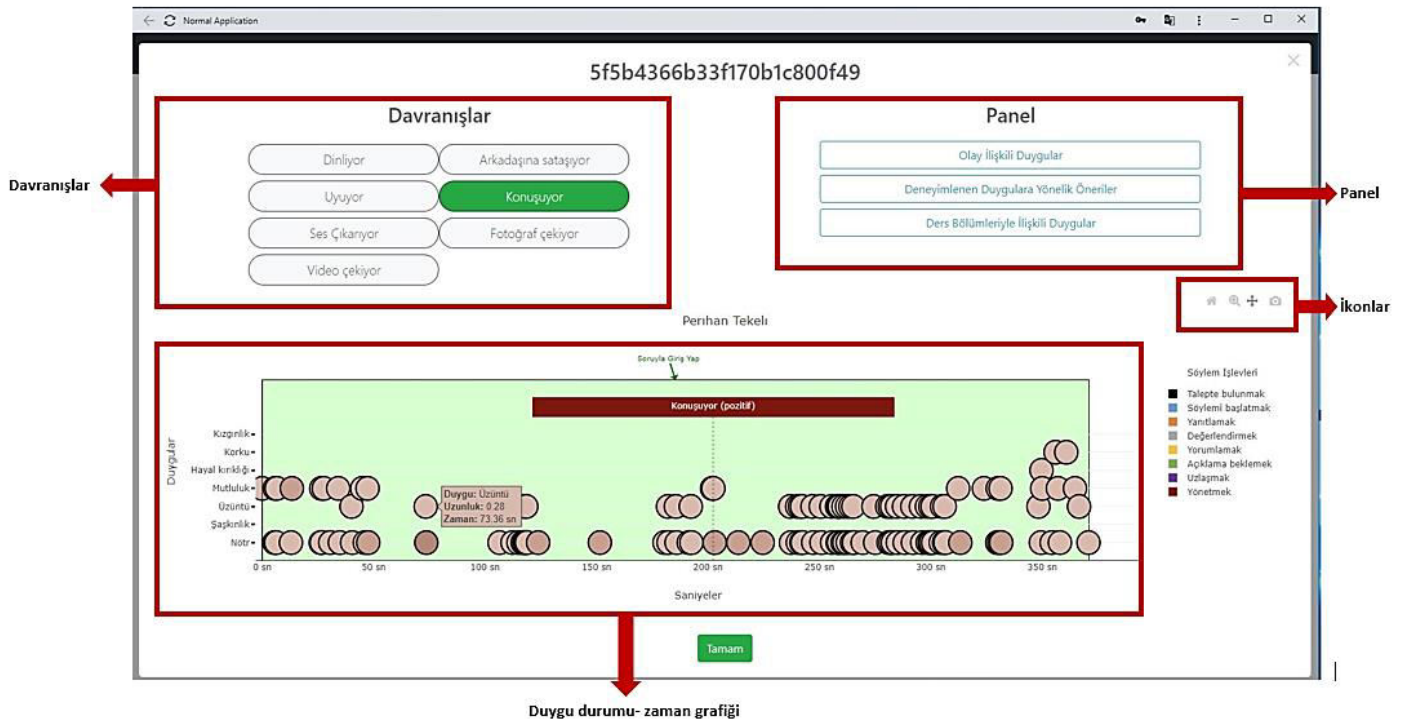 Normal Application
5f5b4366b33f170b1c800f49
Davranışlar
Panel
Dinliyor
Arkadaşına sataşıyor
Olay İlişkili Duygular
Davranışlar
Uyuyor
Konuşuyor
Deneyimlenen Duygulara Yönelik Öneriler
Panel
Ses Çıkarıyor
Fotoğraf çekiyor
Ders Bölümleriyle İlişkili Duygular
Video çekiyor
İkonlar
Perihan Tekeli
Soruyla Giriş Yap
Söylem İşlevleri
Talepte bulunmak
Söylemi başlatmak
Yanıtlamak
Değerlendirmek
Yorumlamak
Açıklama beklemek
Uzlaşmak
Yönetmek
Konuşuyor (pozitif)
Duygular
Kızgınlık
Korku
Hayal kırıklığı
Mutluluk
Üzüntü
Şaşkınlık
Nötr
Duygu: Üzüntü
Uzunluk: 0.28
Zaman: 73.36 sn
0 sn 50 sn 100 sn 150 sn 200 sn 250 sn 300 sn 350 sn
Saniyeler
Tamam
Duygu durumu- zaman grafiği